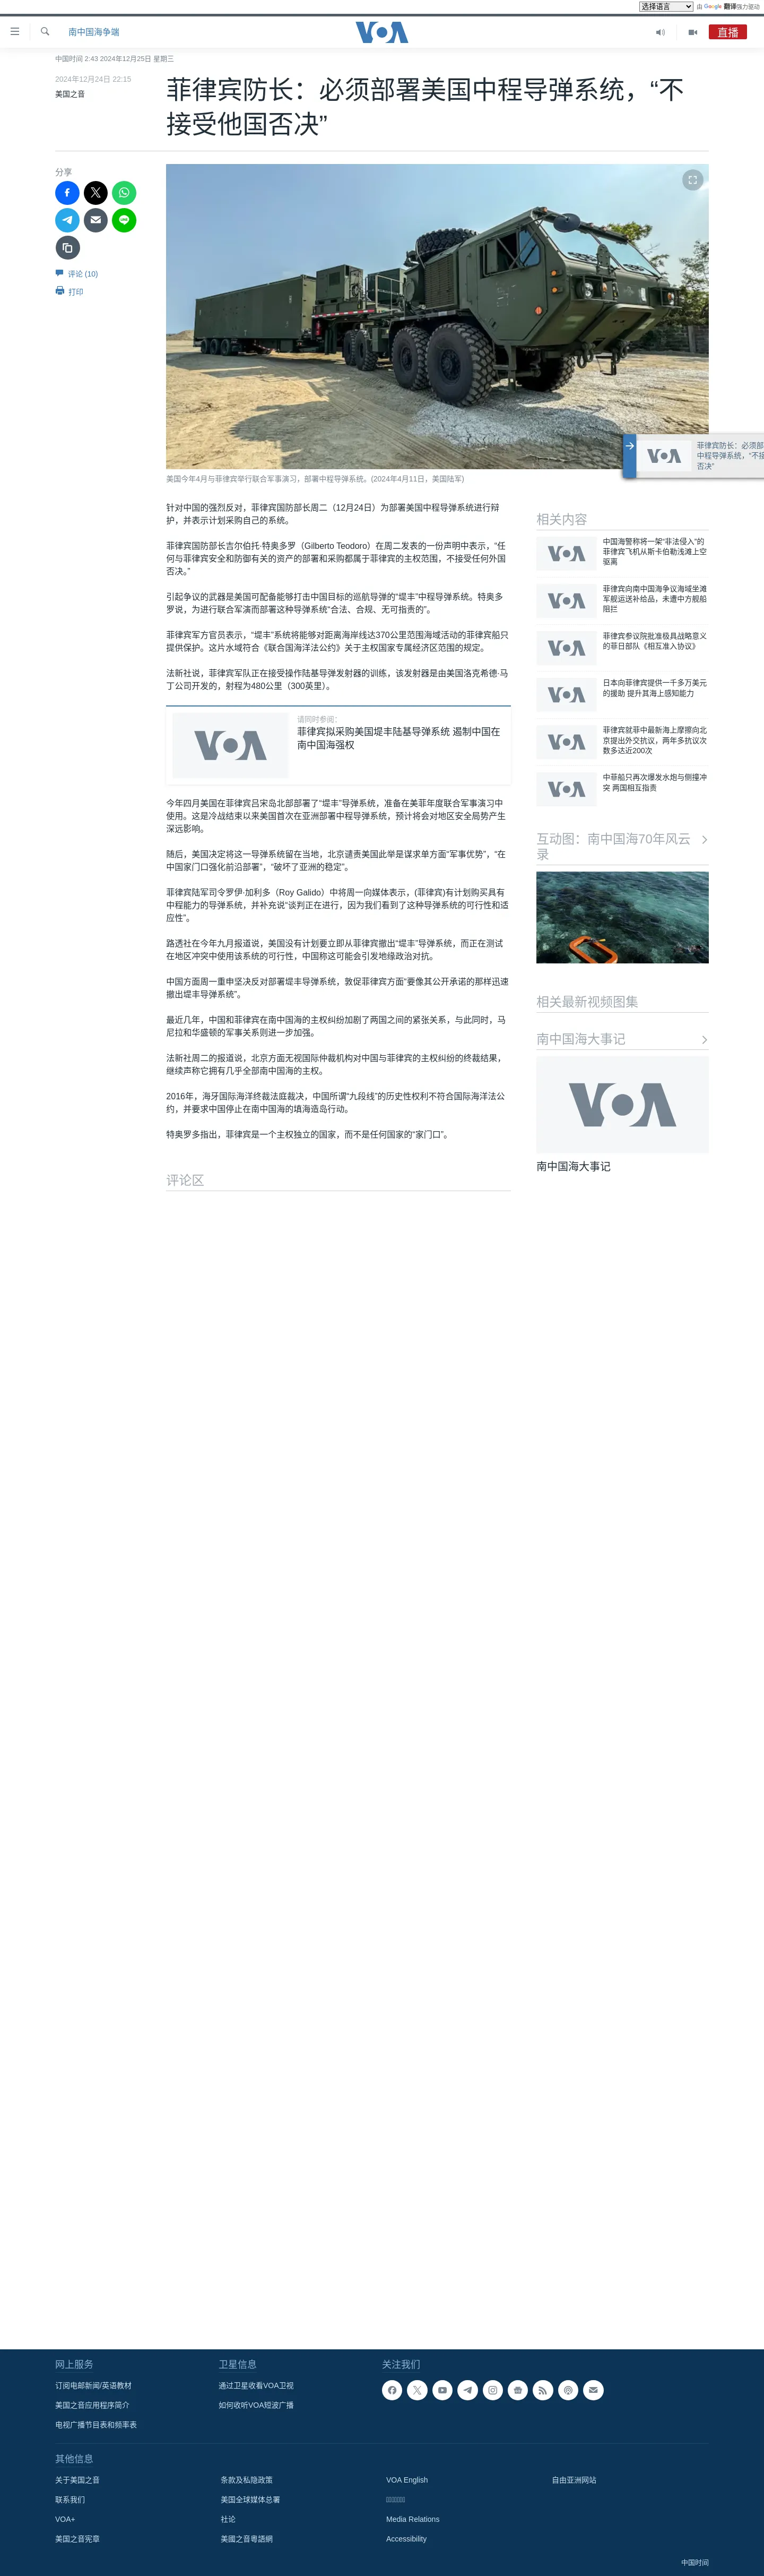 选择语言 由 Google 翻译强力驱动
南中国海争端
VOA
直播
中国时间 2:43 2024年12月25日 星期三
2024年12月24日 22:15
美国之音
菲律宾防长：必须部署美国中程导弹系统，“不
接受他国否决”
分享
评论 (10)
打印
菲律宾防长：必须部
中程导弹系统，“不接
否决”
VOA
美国今年4月与菲律宾举行联合军事演习，部署中程导弹系统。(2024年4月11日，美国陆军)
针对中国的强烈反对，菲律宾国防部长周二（12月24日）为部署美国中程导弹系统进行辩
护，并表示计划采购自己的系统。
菲律宾国防部长吉尔伯托·特奥多罗（Gilberto Teodoro）在周二发表的一份声明中表示，“任
何与菲律宾安全和防御有关的资产的部署和采购都属于菲律宾的主权范围，不接受任何外国
否决。”
引起争议的武器是美国可配备能够打击中国目标的巡航导弹的“堤丰”中程导弹系统。特奥多
罗说，为进行联合军演而部署这种导弹系统“合法、合规、无可指责的”。
菲律宾军方官员表示，“堤丰”系统将能够对距离海岸线达370公里范围海域活动的菲律宾船只
提供保护。这片水域符合《联合国海洋法公约》关于主权国家专属经济区范围的规定。
法新社说，菲律宾军队正在接受操作陆基导弹发射器的训练，该发射器是由美国洛克希德·马
丁公司开发的，射程为480公里（300英里）。
VOA
请同时参阅：
菲律宾拟采购美国堤丰陆基导弹系统 遏制中国在
南中国海强权
今年四月美国在菲律宾吕宋岛北部部署了“堤丰”导弹系统，准备在美菲年度联合军事演习中
使用。这是冷战结束以来美国首次在亚洲部署中程导弹系统，预计将会对地区安全局势产生
深远影响。
随后，美国决定将这一导弹系统留在当地，北京谴责美国此举是谋求单方面“军事优势”，“在
中国家门口强化前沿部署”，“破坏了亚洲的稳定”。
菲律宾陆军司令罗伊·加利多（Roy Galido）中将周一向媒体表示，(菲律宾)有计划购买具有
中程能力的导弹系统，并补充说“谈判正在进行，因为我们看到了这种导弹系统的可行性和适
应性”。
路透社在今年九月报道说，美国没有计划要立即从菲律宾撤出“堤丰”导弹系统，而正在测试
在地区冲突中使用该系统的可行性，中国称这可能会引发地缘政治对抗。
中国方面周一重申坚决反对部署堤丰导弹系统，敦促菲律宾方面“要像其公开承诺的那样迅速
撤出堤丰导弹系统”。
最近几年，中国和菲律宾在南中国海的主权纠纷加剧了两国之间的紧张关系，与此同时，马
尼拉和华盛顿的军事关系则进一步加强。
法新社周二的报道说，北京方面无视国际仲裁机构对中国与菲律宾的主权纠纷的终裁结果，
继续声称它拥有几乎全部南中国海的主权。
2016年，海牙国际海洋终裁法庭裁决，中国所谓“九段线”的历史性权利不符合国际海洋法公
约，并要求中国停止在南中国海的填海造岛行动。
特奥罗多指出，菲律宾是一个主权独立的国家，而不是任何国家的“家门口”。
评论区
相关内容
VOA
中国海警称将一架“非法侵入”的
菲律宾飞机从斯卡伯勒浅滩上空
驱离
VOA
菲律宾向南中国海争议海域坐滩
军舰运送补给品，未遭中方舰船
阻拦
VOA
菲律宾参议院批准极具战略意义
的菲日部队《相互准入协议》
VOA
日本向菲律宾提供一千多万美元
的援助 提升其海上感知能力
VOA
菲律宾就菲中最新海上摩擦向北
京提出外交抗议，两年多抗议次
数多达近200次
VOA
中菲船只再次爆发水炮与侧撞冲
突 两国相互指责
互动图：南中国海70年风云
录
相关最新视频图集
南中国海大事记
VOA
南中国海大事记
网上服务
订阅电邮新闻/英语教材
美国之音应用程序简介
电视广播节目表和频率表
卫星信息
通过卫星收看VOA卫视
如何收听VOA短波广播
关注我们
其他信息
关于美国之音
联系我们
VOA+
美国之音宪章
条款及私隐政策
美国全球媒体总署
社论
美國之音粵語網
VOA English
Media Relations
Accessibility
自由亚洲网站
中国时间